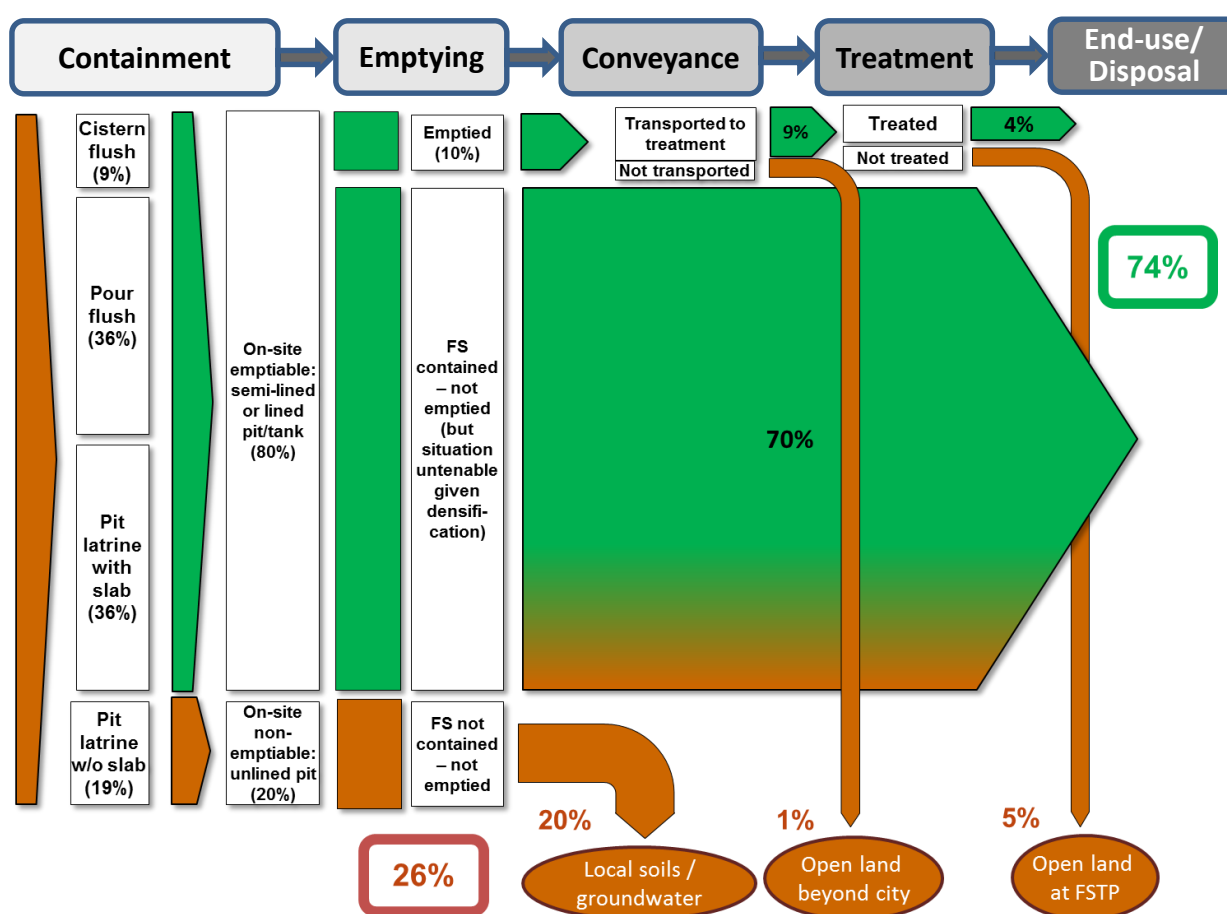 Containment
Emptying
Conveyance
Treatment
End-use/
Disposal
Cistern
flush
(9%)
Pour
flush
(36%)
Pit
latrine
with
slab
(36%)
Pit
latrine
w/o slab
(19%)
On-site
emptiable:
semi-lined
or lined
pit/tank
(80%)
On-site
non-
emptiable:
unlined pit
(20%)
Emptied
(10%)
FS
contained
– not
emptied
(but
situation
untenable
given
densifi-
cation)
FS not
contained
– not
emptied
Transported to
treatment
Not transported
9%
Treated
Not treated
4%
70%
74%
26%
20%
Local soils /
groundwater
1%
Open land
beyond city
5%
Open land
at FSTP